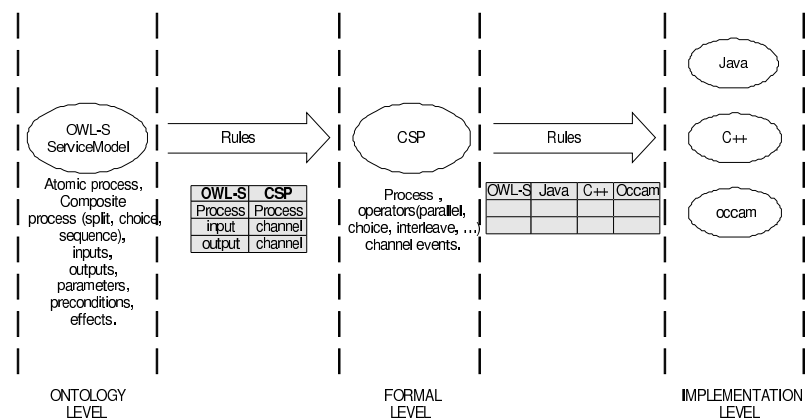 OWL-S
ServiceModel
Atomic process,
Composite
process (split, choice,
sequence),
inputs,
outputs,
parameters,
preconditions,
effects.
Rules
OWL-S CSP
Process Process
input channel
output channel
CSP
Process ,
operators(parallel,
choice, interleave, ...)
channel events.
Rules
OWL-S Java C++ Occam
Java
C++
occam
ONTOLOGY
LEVEL
FORMAL
LEVEL
IMPLEMENTATION
LEVEL